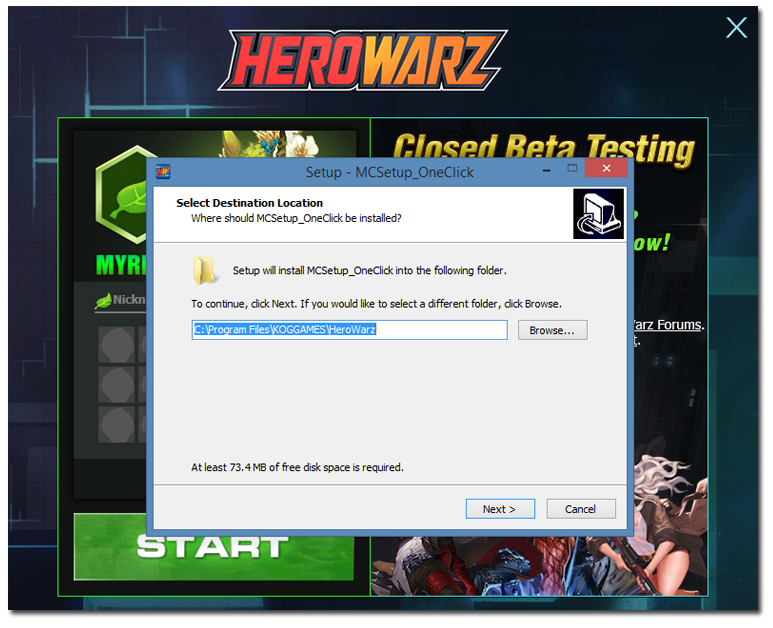 HEROWARZ
Closed Beta Testing
Setup - MCSetup_OneClick
Select Destination Location
Where should MCSetup_OneClick be installed?
ow!
MYRI
Setup will install MCSetup_OneClick into the following folder.
Nickn
To continue, click Next. If you would like to select a different folder, click Browse.
C:\Program Files\KOGGAMES\HeroWarz
Browse...
arz Forums.
t.
At least 73.4 MB of free disk space is required.
Next >
Cancel
START